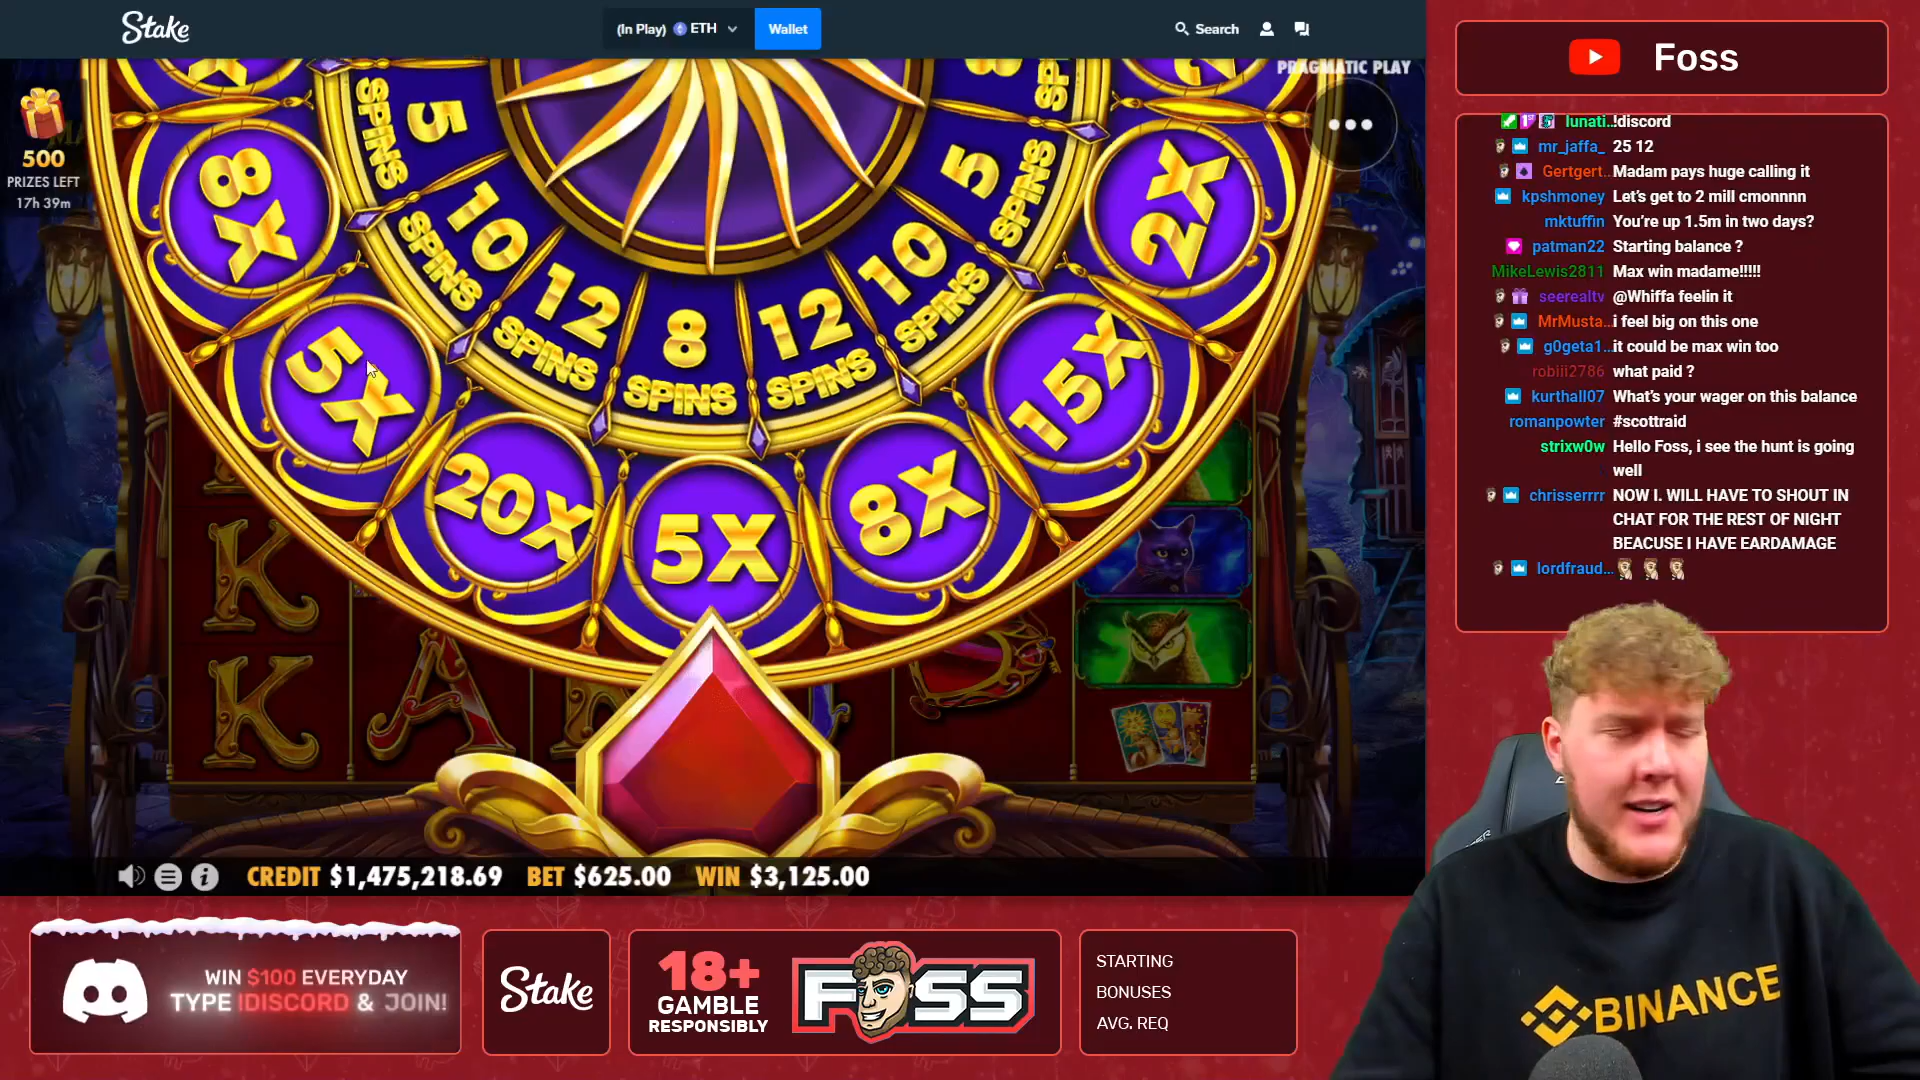 Stake
(In Play) ETH
Wallet
Search
PRAGMATIC PLAY
500
PRIZES LEFT
17h 39m
5
SPINS
10
SPINS
12
SPINS
8
SPINS
12
SPINS
10
SPINS
5
SPINS
SPINS
8X
5X
20X
5X
8X
15X
2X
K
K
A
CREDIT $1,475,218.69 BET $625.00 WIN $3,125.00
Foss
lunati..!discord
mr_jaffa_ 25 12
Gertgert..Madam pays huge calling it
kpshmoney Let's get to 2 mill cmonnnn
mktuffin You're up 1.5m in two days?
patman22 Starting balance ?
MikeLewis2811 Max win madame!!!!!
seerealtv @Whiffa feelin it
MrMusta...i feel big on this one
g0geta1...it could be max win too
robiii2786 what paid ?
kurthall07 What's your wager on this balance
romanpowter #scottraid
strixw0w Hello Foss, i see the hunt is going
well
chrisserrrr NOW I. WILL HAVE TO SHOUT IN
CHAT FOR THE REST OF NIGHT
BEACUSE I HAVE EARDAMAGE
lordfraud...
WIN $100 EVERYDAY
TYPE !DISCORD & JOIN!
Stake
18+
GAMBLE
RESPONSIBLY
FOSS
STARTING
BONUSES
AVG. REQ
BINANCE